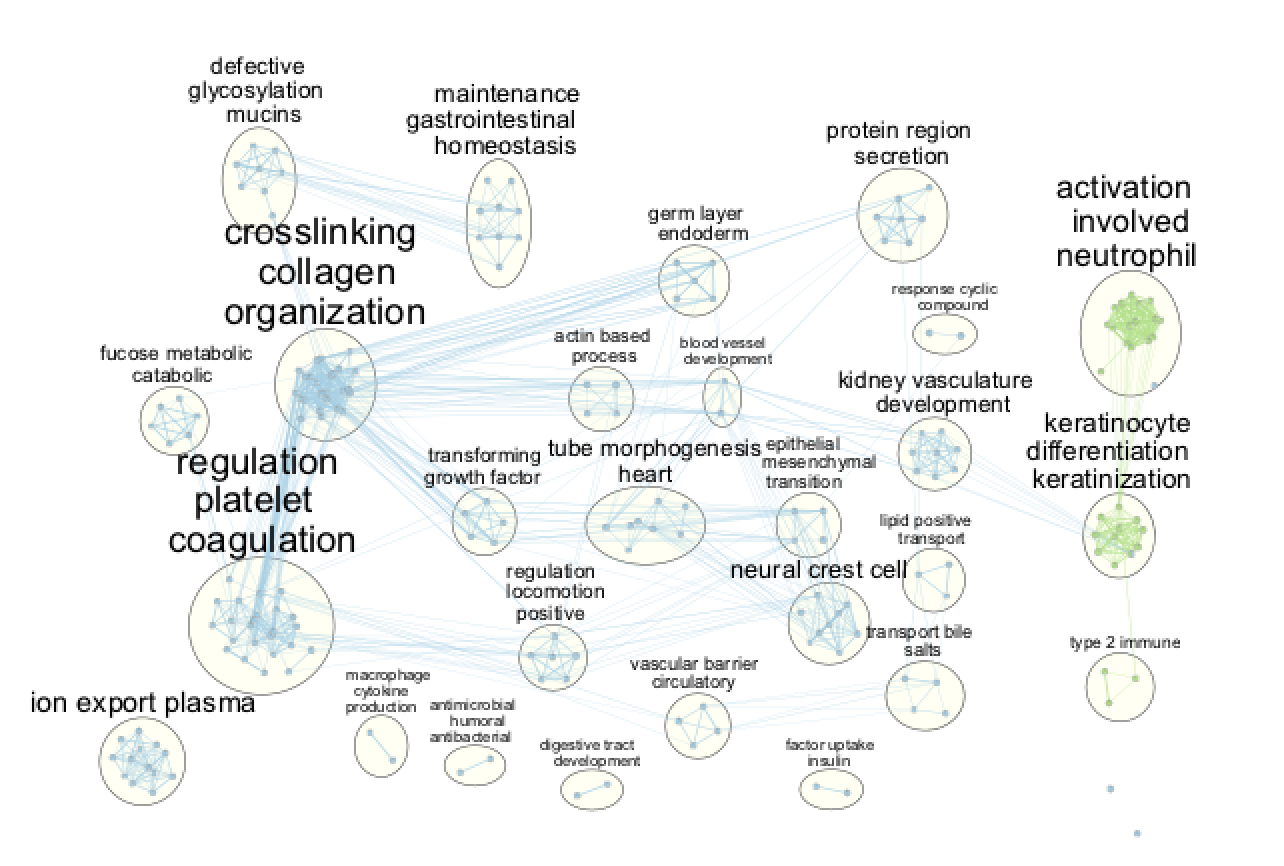 defective
glycosylation
mucins
maintenance
gastrointestinal
homeostasis
protein region
secretion
activation
involved
neutrophil
germ layer
endoderm
crosslinking
collagen
organization
response cyclic
compound
actin based
process
blood vessel
development
fucose metabolic
catabolic
kidney vasculature
development
keratinocyte
differentiation
keratinization
regulation
platelet
coagulation
transforming
growth factor
tube morphogenesis
heart
epithelial
mesenchymal
transition
lipid positive
transport
regulation
locomotion
positive
neural crest cell
transport bile
salts
type 2 immune
vascular barrier
circulatory
ion export plasma
macrophage
cytokine
production
antimicrobial
humoral
antibacterial
digestive tract
development
factor uptake
insulin